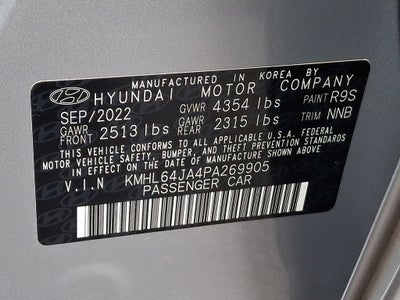 MANUFACTURED IN KOREA BY
HYUNDAI MOTOR COMPANY
SEP/2022 GVWR 4354 lbs PAINT R9S
GAWR FRONT 2513 lbs GAWR REAR 2315 lbs TRIM NNB
THIS VEHICLE CONFORMS TO ALL APPLICABLE U.S.A. FEDERAL
MOTOR VEHICLE SAFETY, BUMPER, AND THEFT PREVENTION
STANDARDS IN EFFECT ON THE DATE OF MANUFACTURE SHOWN ABOVE.
V.I.N KMHL64JA4PA269905
PASSENGER CAR